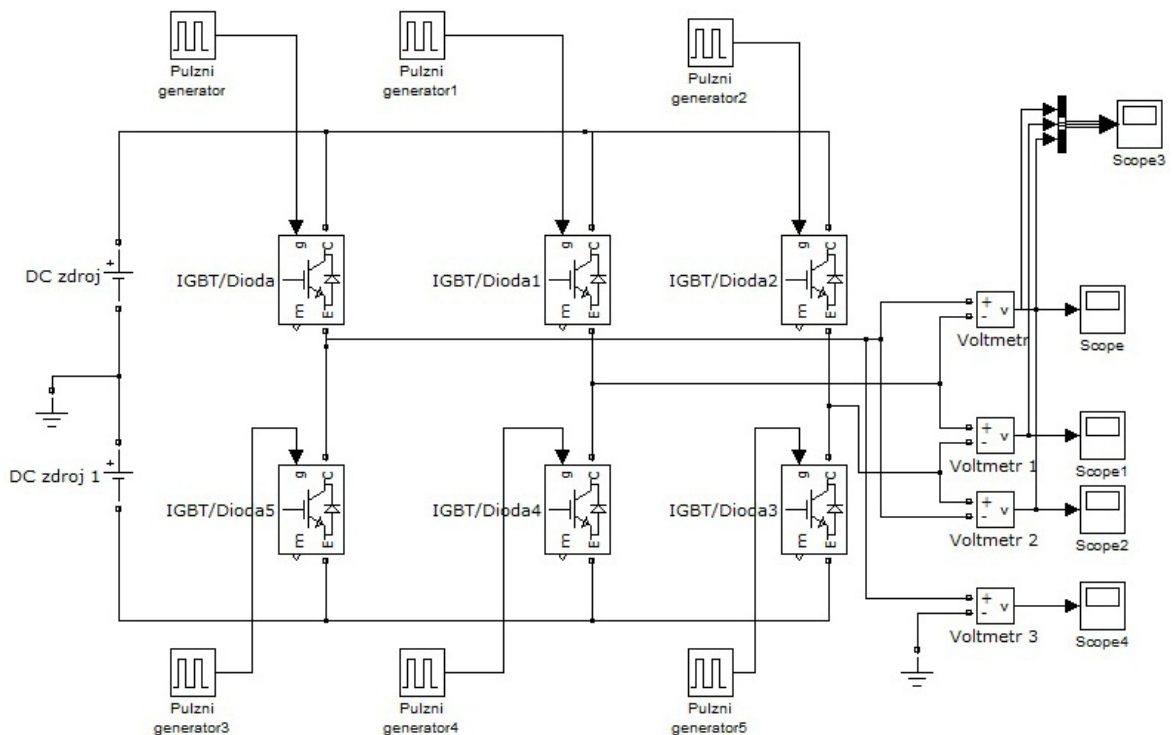 Pulzni
generator
Pulzni
generator1
Pulzni
generator2
Scope3
g C
IGBT/Dioda
m E
g C
IGBT/Dioda1
m E
g C
IGBT/Dioda2
m E
+
DC zdroj
+
-
v
Voltmetr
Scope
+
-
v
Voltmetr 1
Scope1
+
DC zdroj 1
g C
IGBT/Dioda5
m E
g C
IGBT/Dioda4
m E
g C
IGBT/Dioda3
m E
+
-
v
Voltmetr 2
Scope2
+
-
v
Voltmetr 3
Scope4
Pulzni
generator3
Pulzni
generator4
Pulzni
generator5